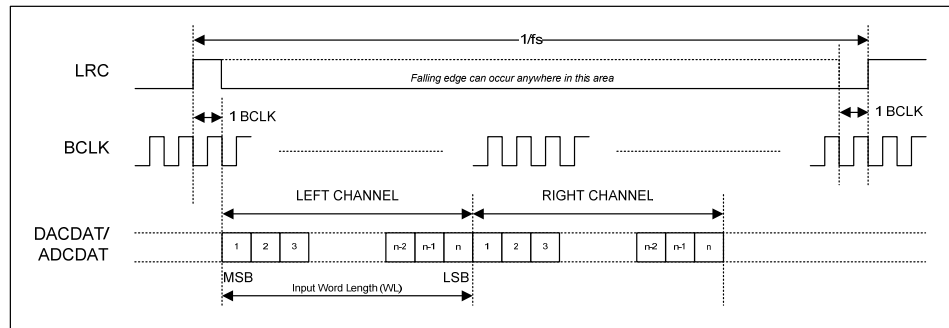 1/fs
LRC
Falling edge can occur anywhere in this area
1 BCLK
1 BCLK
BCLK
LEFT CHANNEL
RIGHT CHANNEL
DACDAT/
ADCDAT
1 2 3 n-2 n-1 n 1 2 3 n-2 n-1 n
MSB
LSB
Input Word Length (WL)